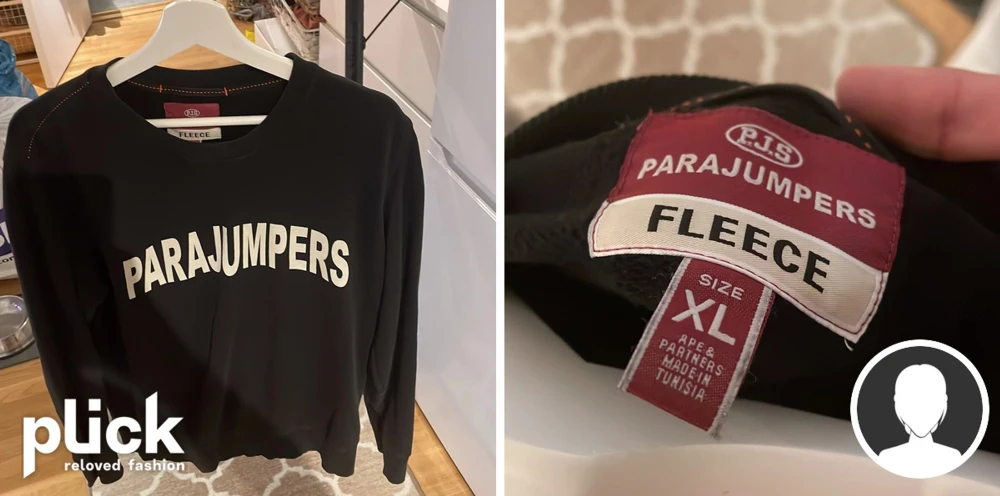 P.J.S
FLEECE
PARAJUMPERS
plick
reloved fashion
P.J.S
PARAJUMPERS
FLEECE
SIZE
XL
APE &
PARTNERS
MADE IN
TUNISIA